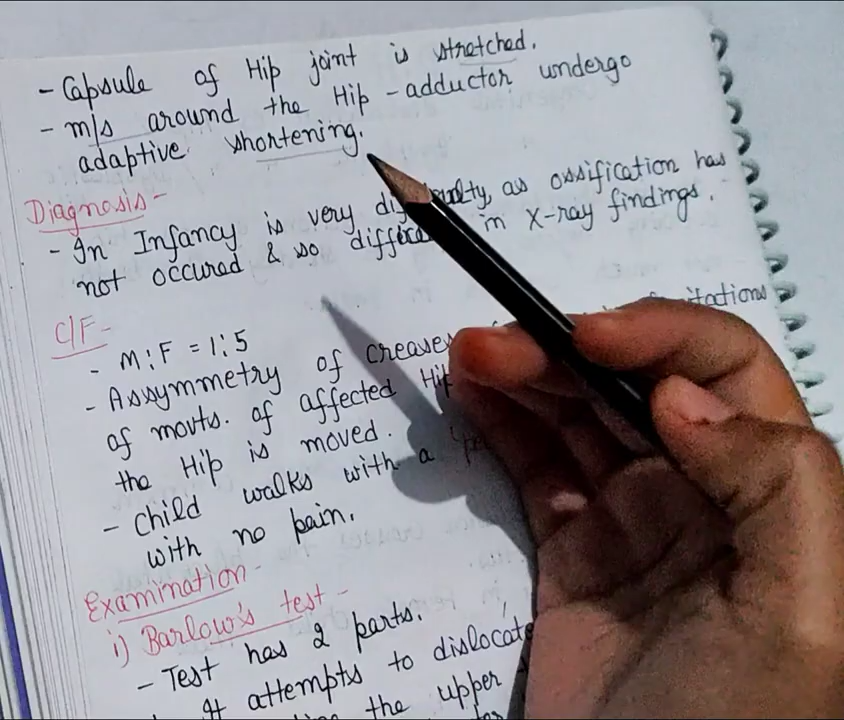 - Capsule of Hip joint is stretched.
- m/s around the Hip - adductor undergo
adaptive shortening.
Diagnosis -
- In Infancy is very as ossification has
not occured & so in X-ray findings.
C/F -
- M:F = 1:5
- Assymmetry of creases
of movts. of affected Hip
the Hip is moved.
- Child walks with a
with no pain.
Examination -
i) Barlow's test -
- Test has 2 parts.
It attempts to dislocate
the upper